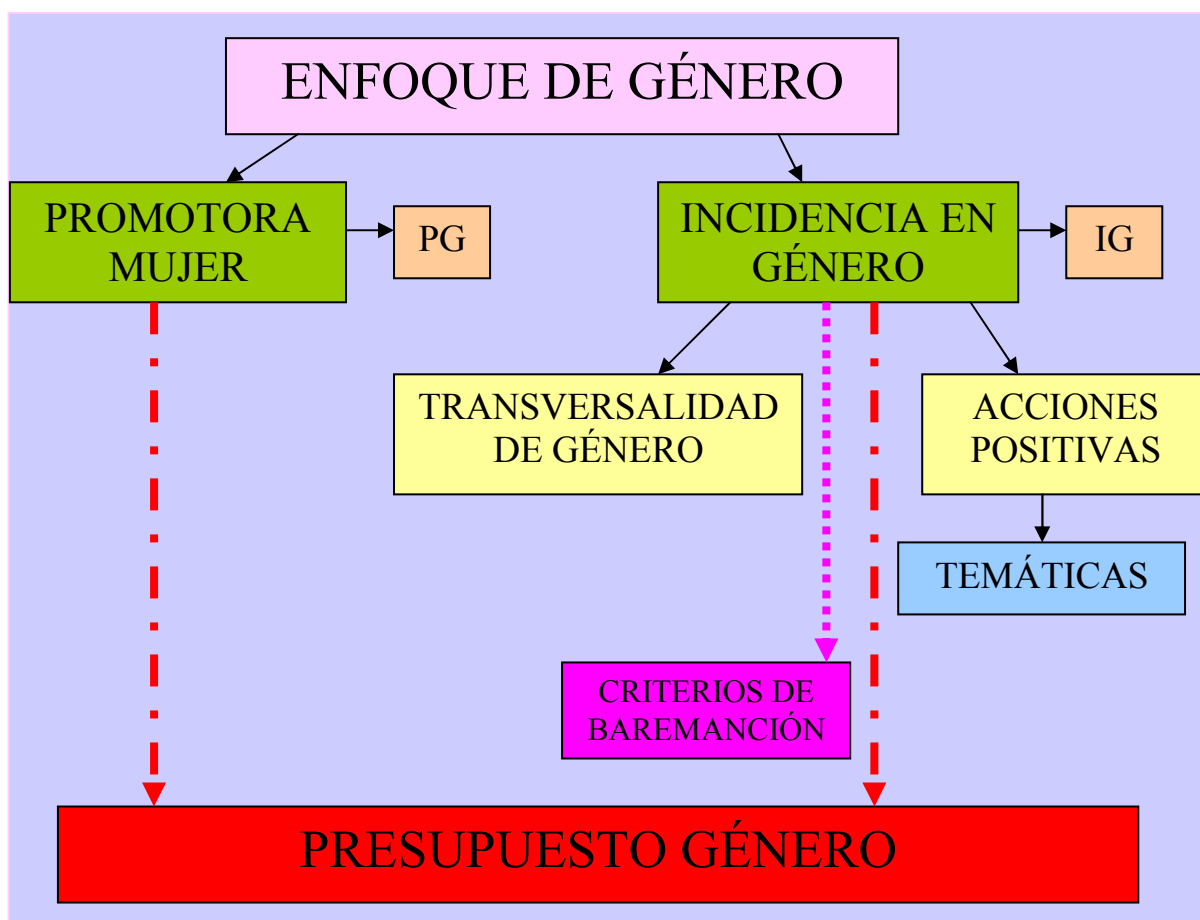 ENFOQUE DE GÉNERO
PROMOTORA
MUJER
PG
INCIDENCIA EN
GÉNERO
IG
TRANSVERSALIDAD
DE GÉNERO
ACCIONES
POSITIVAS
TEMÁTICAS
CRITERIOS DE
BAREMANCIÓN
PRESUPUESTO GÉNERO